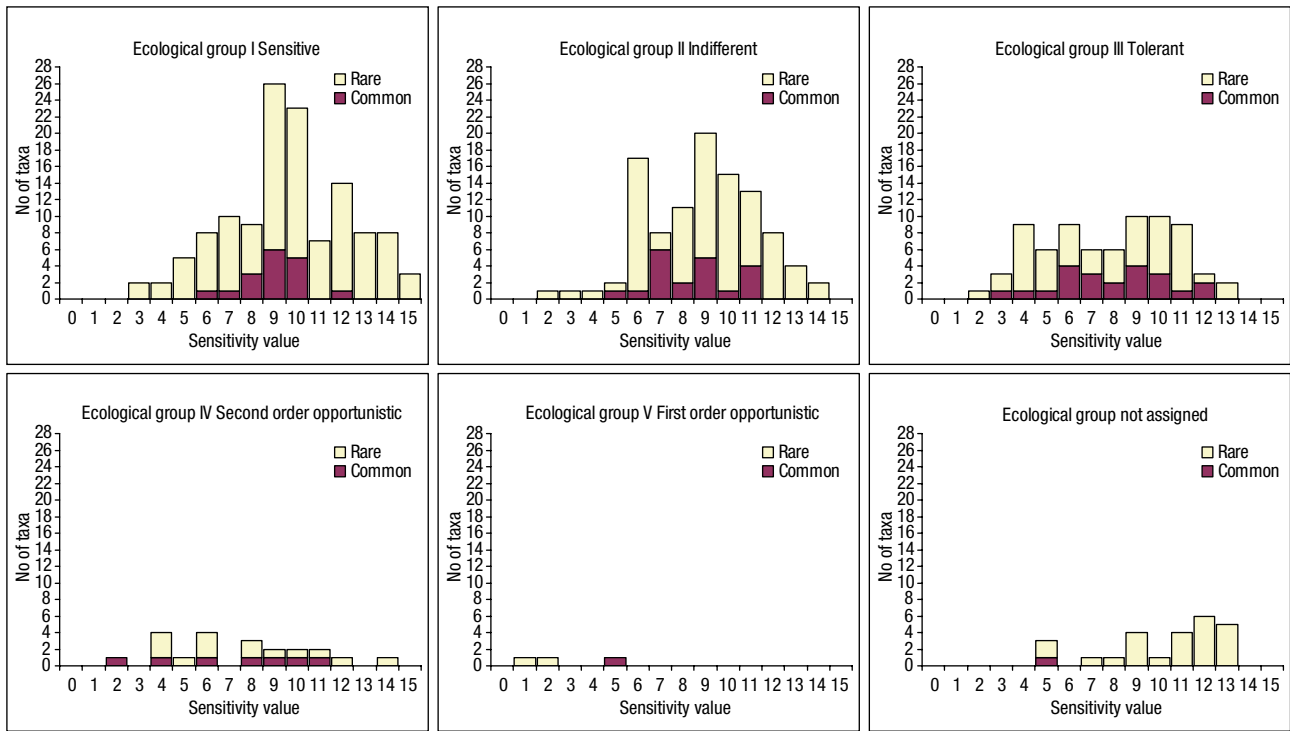 Ecological group I Sensitive
28
26
24
22
20
18
16
14
12
10
8
6
4
2
0
No of taxa
Rare
Common
0 1 2 3 4 5 6 7 8 9 10 11 12 13 14 15
Sensitivity value
Ecological group II Indifferent
28
26
24
22
20
18
16
14
12
10
8
6
4
2
0
No of taxa
Rare
Common
0 1 2 3 4 5 6 7 8 9 10 11 12 13 14 15
Sensitivity value
Ecological group III Tolerant
28
26
24
22
20
18
16
14
12
10
8
6
4
2
0
No of taxa
Rare
Common
0 1 2 3 4 5 6 7 8 9 10 11 12 13 14 15
Sensitivity value
Ecological group IV Second order opportunistic
28
26
24
22
20
18
16
14
12
10
8
6
4
2
0
No of taxa
Rare
Common
0 1 2 3 4 5 6 7 8 9 10 11 12 13 14 15
Sensitivity value
Ecological group V First order opportunistic
28
26
24
22
20
18
16
14
12
10
8
6
4
2
0
No of taxa
Rare
Common
0 1 2 3 4 5 6 7 8 9 10 11 12 13 14 15
Sensitivity value
Ecological group not assigned
28
26
24
22
20
18
16
14
12
10
8
6
4
2
0
No of taxa
Rare
Common
0 1 2 3 4 5 6 7 8 9 10 11 12 13 14 15
Sensitivity value